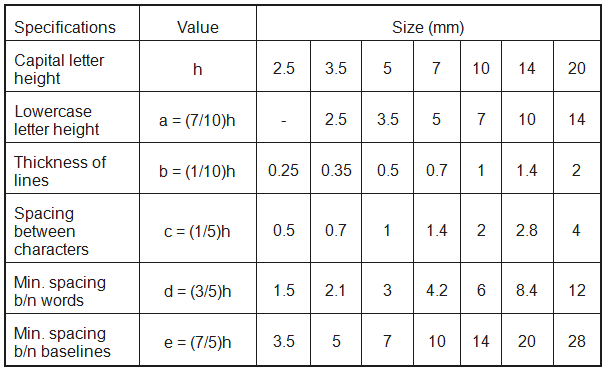 Specifications Value Size (mm)
Capital letter
height h 2.5 3.5 5 7 10 14 20
Lowercase
letter height a = (7/10)h - 2.5 3.5 5 7 10 14
Thickness of
lines b = (1/10)h 0.25 0.35 0.5 0.7 1 1.4 2
Spacing
between
characters c = (1/5)h 0.5 0.7 1 1.4 2 2.8 4
Min. spacing
b/n words d = (3/5)h 1.5 2.1 3 4.2 6 8.4 12
Min. spacing
b/n baselines e = (7/5)h 3.5 5 7 10 14 20 28